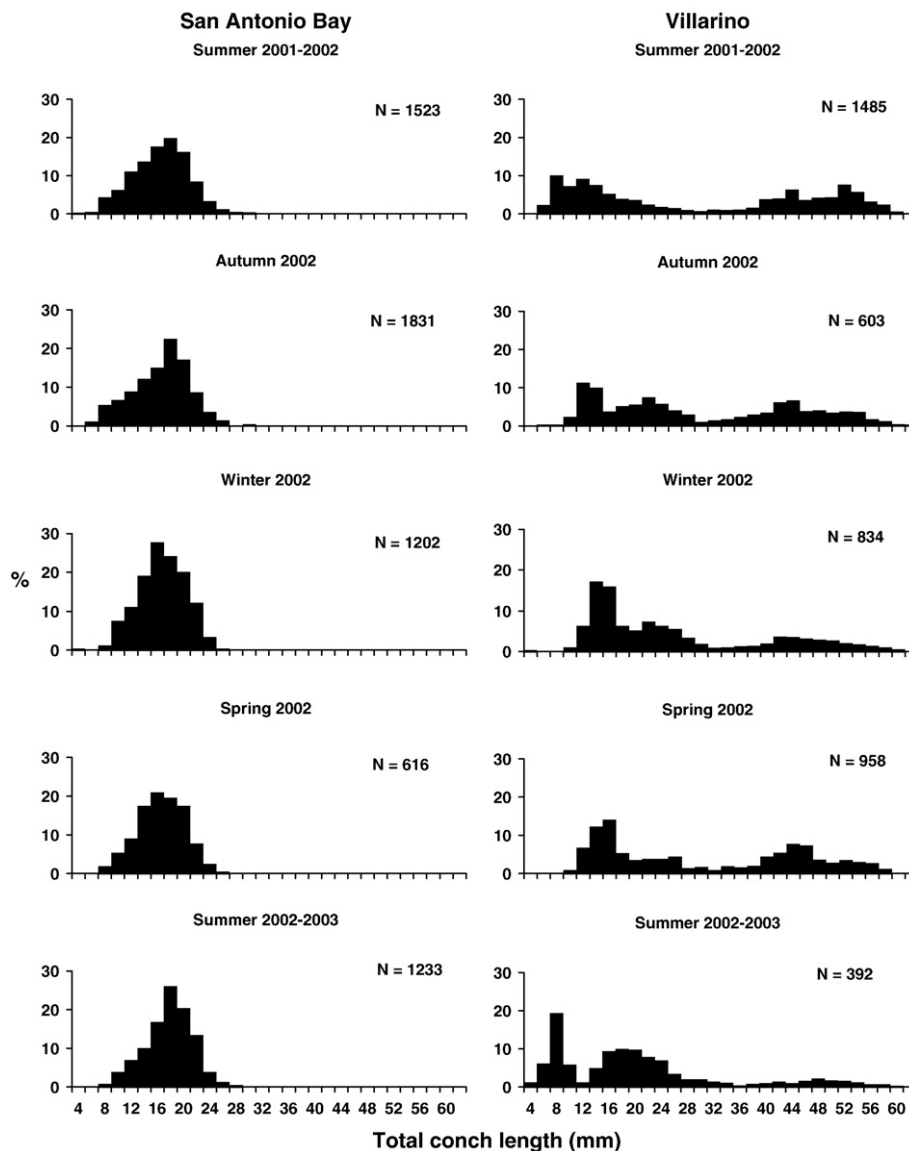 San Antonio Bay
Villarino
Summer 2001-2002
Summer 2001-2002
30
20
10
0
N = 1523
30
20
10
0
N = 1485
Autumn 2002
Autumn 2002
30
20
10
0
N = 1831
30
20
10
0
N = 603
Winter 2002
Winter 2002
%
30
20
10
0
N = 1202
30
20
10
0
N = 834
Spring 2002
Spring 2002
30
20
10
0
N = 616
30
20
10
0
N = 958
Summer 2002-2003
Summer 2002-2003
30
20
10
0
N = 1233
30
20
10
0
N = 392
4 8 12 16 20 24 28 32 36 40 44 48 52 56 60
4 8 12 16 20 24 28 32 36 40 44 48 52 56 60
Total conch length (mm)